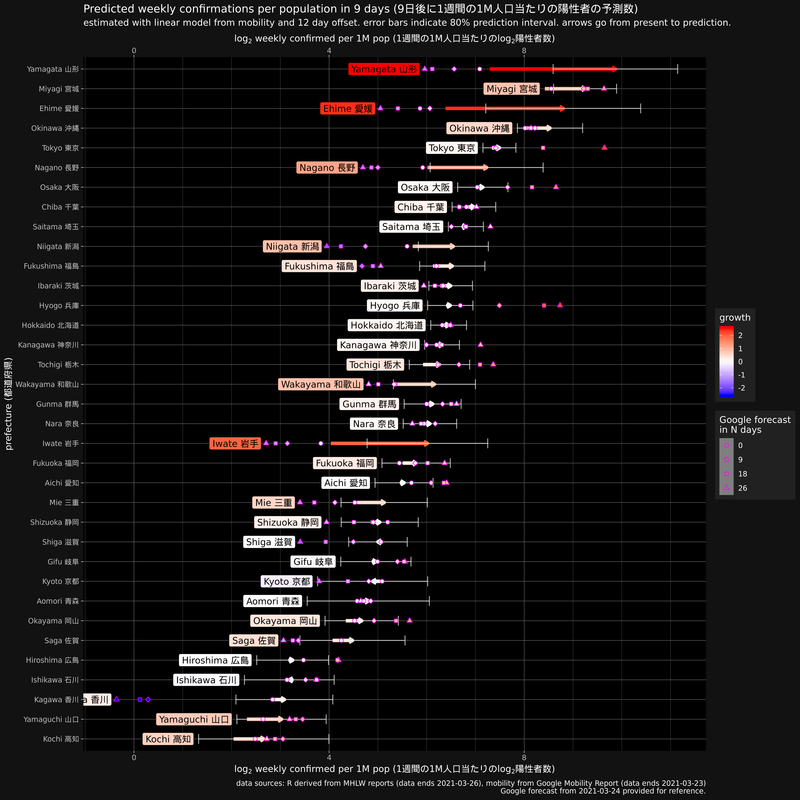 Predicted weekly confirmations per population in 9 days (9日後に1週間の1M人口当たりの陽性者の予測数)
estimated with linear model from mobility and 12 day offset. error bars indicate 80% prediction interval. arrows go from present to prediction.
log₂ weekly confirmed per 1M pop (1週間の1M人口当たりのlog₂陽性者数)
0 4 8
Yamagata 山形 Yamagata 山形
Miyagi 宮城 Miyagi 宮城
Ehime 愛媛 Ehime 愛媛
Okinawa 沖縄 Okinawa 沖縄
Tokyo 東京 Tokyo 東京
Nagano 長野 Nagano 長野
Osaka 大阪 Osaka 大阪
Chiba 千葉 Chiba 千葉
Saitama 埼玉 Saitama 埼玉
Niigata 新潟 Niigata 新潟
Fukushima 福島 Fukushima 福島
Ibaraki 茨城 Ibaraki 茨城
Hyogo 兵庫 Hyogo 兵庫
Hokkaido 北海道 Hokkaido 北海道
Kanagawa 神奈川 Kanagawa 神奈川
Tochigi 栃木 Tochigi 栃木
Wakayama 和歌山 Wakayama 和歌山
Gunma 群馬 Gunma 群馬
Nara 奈良 Nara 奈良
Iwate 岩手 Iwate 岩手
Fukuoka 福岡 Fukuoka 福岡
Aichi 愛知 Aichi 愛知
Mie 三重 Mie 三重
Shizuoka 静岡 Shizuoka 静岡
Shiga 滋賀 Shiga 滋賀
Gifu 岐阜 Gifu 岐阜
Kyoto 京都 Kyoto 京都
Aomori 青森 Aomori 青森
Okayama 岡山 Okayama 岡山
Saga 佐賀 Saga 佐賀
Hiroshima 広島 Hiroshima 広島
Ishikawa 石川 Ishikawa 石川
Kagawa 香川 a 香川
Yamaguchi 山口 Yamaguchi 山口
Kochi 高知 Kochi 高知
0 4 8
log₂ weekly confirmed per 1M pop (1週間の1M人口当たりのlog₂陽性者数)
prefecture (都道府県)
growth
2
1
0
-1
-2
Google forecast
in N days
0
9
18
26
data sources: R derived from MHLW reports (data ends 2021-03-26), mobility from Google Mobility Report (data ends 2021-03-23)
Google forecast from 2021-03-24 provided for reference.